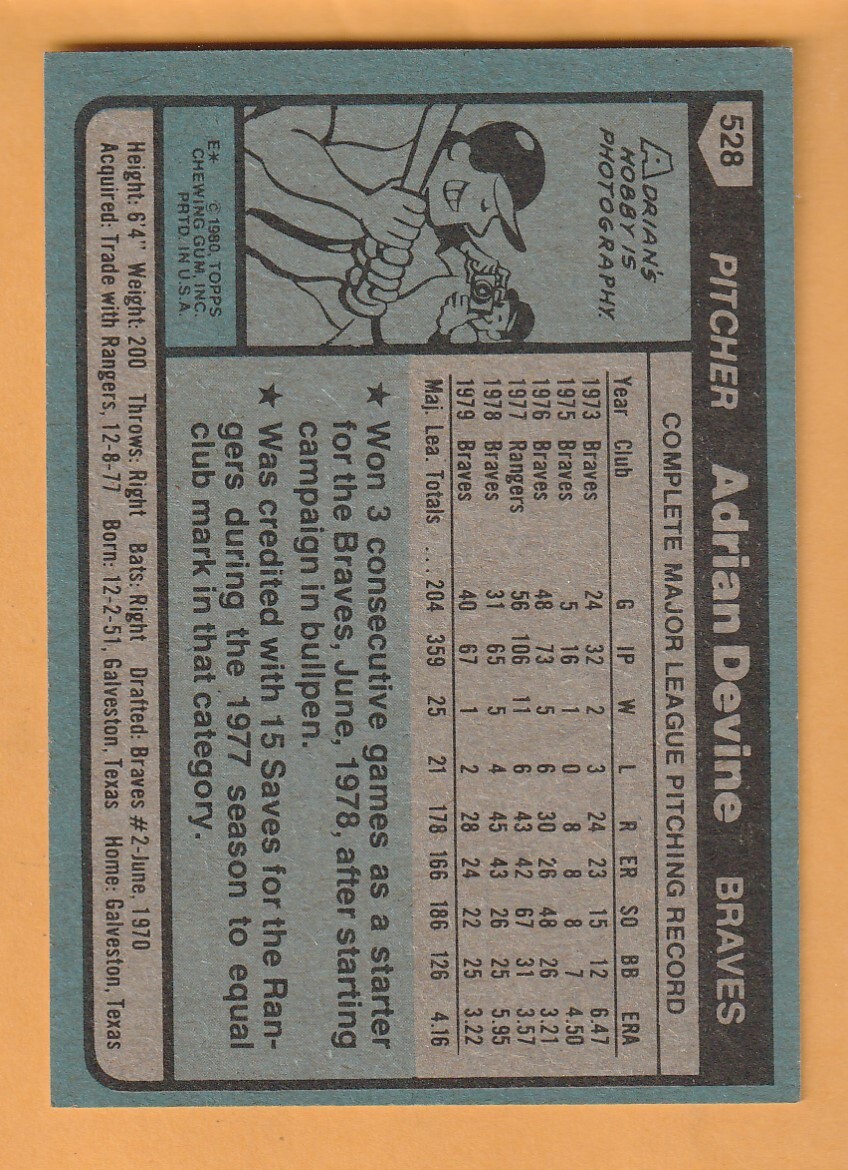 528 PITCHER Adrian Devine BRAVES
ADRIAN'S
HOBBY IS
PHOTOGRAPHY.
E* © 1980 TOPPS
CHEWING GUM, INC.
PRTD. IN U.S.A.
COMPLETE MAJOR LEAGUE PITCHING RECORD
Year Club G IP W L R ER SO BB ERA
1973 Braves 24 32 2 3 24 23 15 12 6.47
1975 Braves 5 16 1 0 8 8 8 7 4.50
1976 Braves 48 73 5 6 30 26 48 26 3.21
1977 Rangers 56 106 11 6 43 42 67 31 3.57
1978 Braves 31 65 5 4 45 43 26 25 5.95
1979 Braves 40 67 1 2 28 24 22 25 3.22
Maj. Lea. Totals .... 204 359 25 21 178 166 186 126 4.16
★ Won 3 consecutive games as a starter
for the Braves, June, 1978, after starting
campaign in bullpen.
★ Was credited with 15 Saves for the Ran-
gers during the 1977 season to equal
club mark in that category.
Height: 6'4" Weight: 200 Throws: Right Bats: Right Drafted: Braves #2-June, 1970
Acquired: Trade with Rangers, 12-8-77 Born: 12-2-51, Galveston, Texas Home: Galveston, Texas